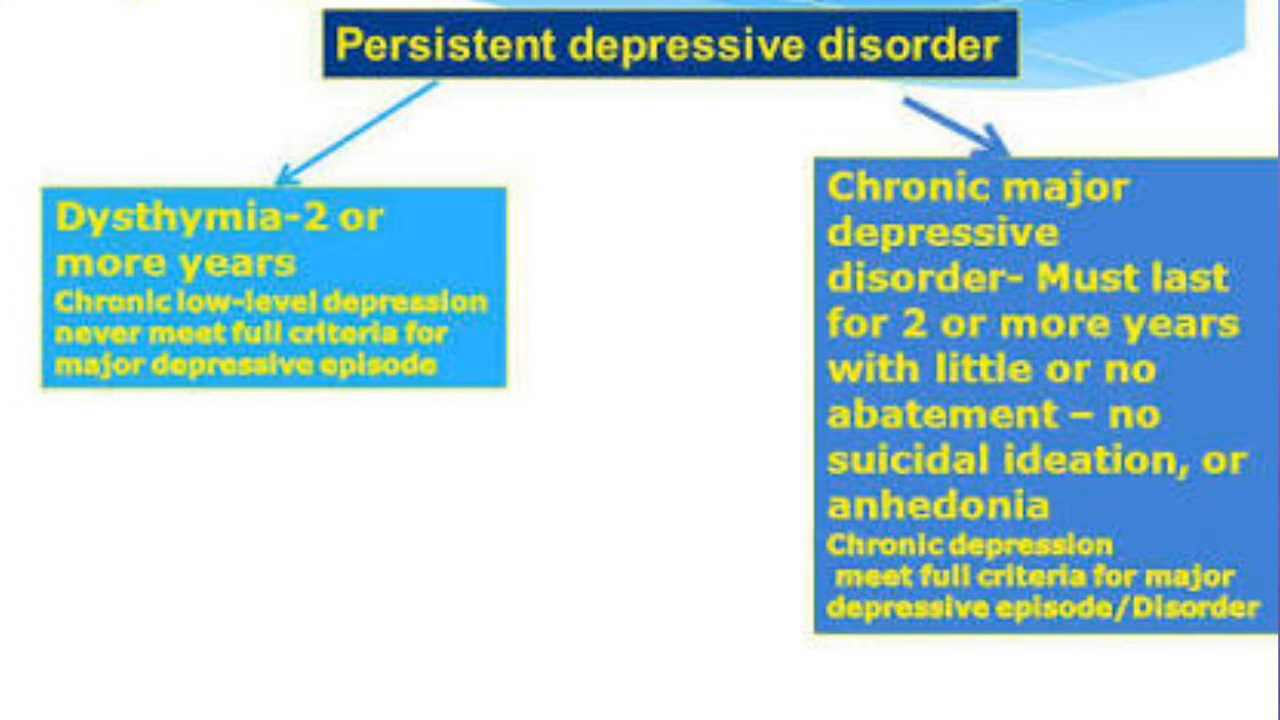 Persistent depressive disorder
Dysthymia-2 or
more years
Chronic low-level depression
never meet full criteria for
major depressive episode
Chronic major
depressive
disorder- Must last
for 2 or more years
with little or no
abatement – no
suicidal ideation, or
anhedonia
Chronic depression
meet full criteria for major
depressive episode/Disorder